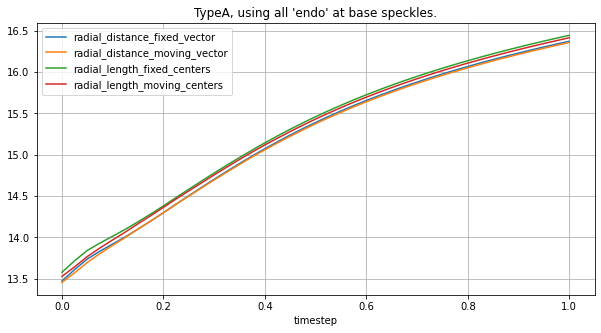 TypeA, using all 'endo' at base speckles.
radial_distance_fixed_vector
radial_distance_moving_vector
radial_length_fixed_centers
radial_length_moving_centers
16.5
16.0
15.5
15.0
14.5
14.0
13.5
0.0 0.2 0.4 0.6 0.8 1.0
timestep